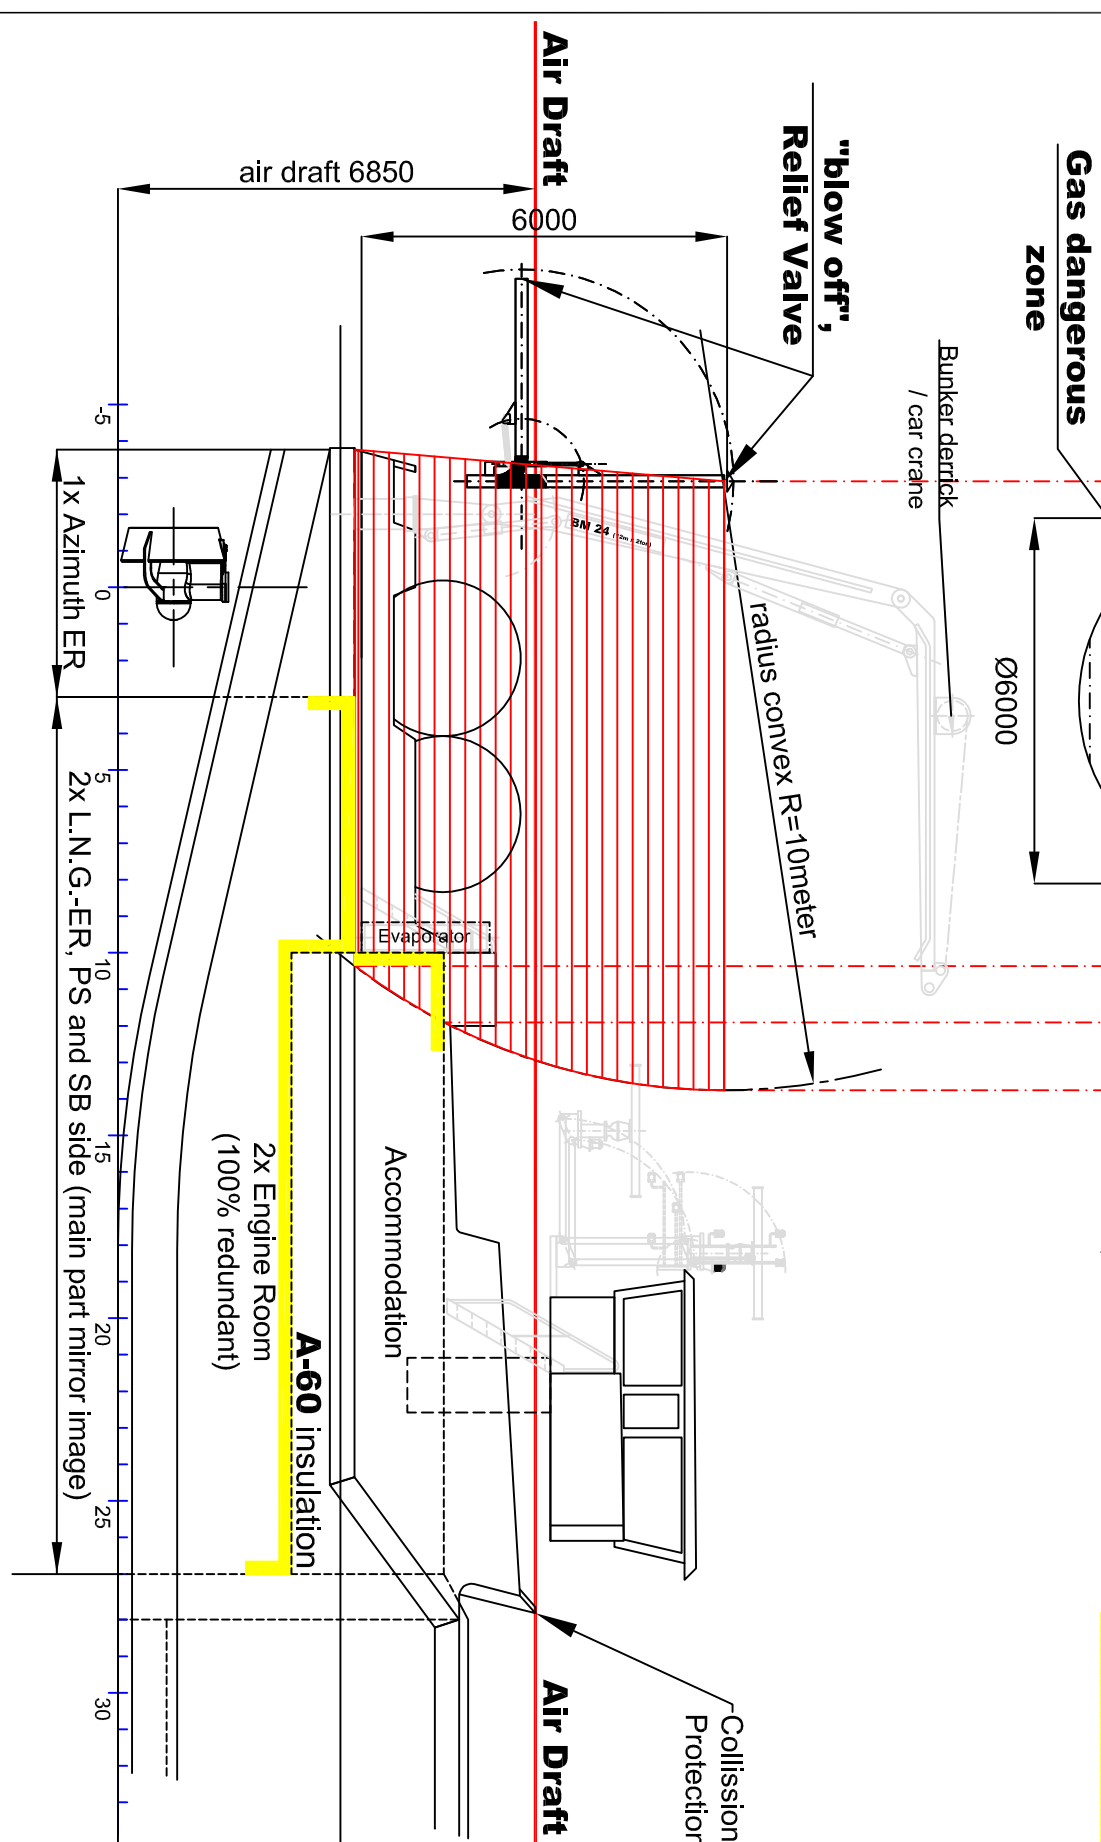 Gas dangerous
zone
Bunker derrick
/ car crane
"blow off",
Relief Valve
Air Draft
air draft 6850
6000
Ø6000
BM 24
radius convex R=10meter
Evaporator
Accommodation
2x Engine Room
(100% redundant)
A-60 insulation
1x Azimuth ER
2x L.N.G.-ER, PS and SB side (main part mirror image)
-5
0
5
10
15
20
25
30
Air Draft
Collission
Protection